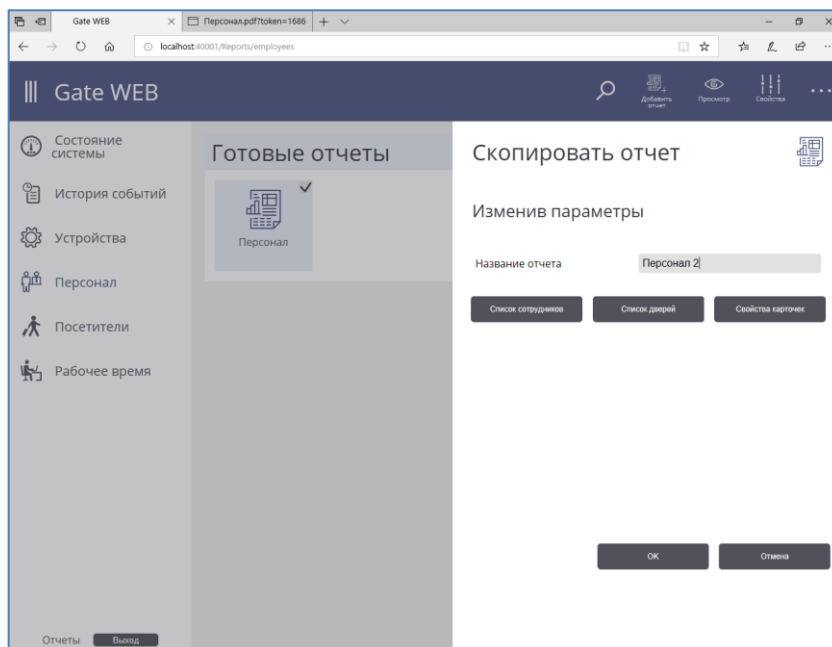 Gate WEB
Персонал.pdf?token=1686
localhost:40001/Reports/employees
Gate WEB
Добавить
отчет
Просмотр
Свойства
Состояние
системы
История событий
Устройства
Персонал
Посетители
Рабочее время
Отчеты
Выход
Готовые отчеты
Персонал
Скопировать отчет
Изменив параметры
Название отчета
Персонал 2
Список сотрудников
Список дверей
Свойства карточек
ОК
Отмена